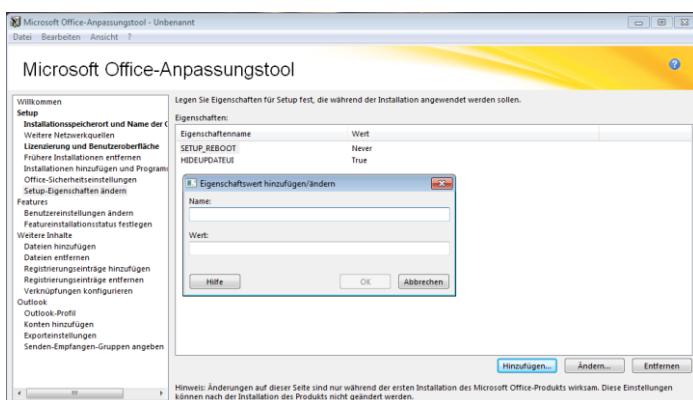 Microsoft Office-Anpassungstool - Unbenannt
Datei Bearbeiten Ansicht ?
Microsoft Office-Anpassungstool
Willkommen
Setup
Installationsspeicherort und Name der
Weitere Netzwerkquellen
Lizenzierung und Benutzeroberfläche
Frühere Installationen entfernen
Installationen hinzufügen und Program
Office-Sicherheitseinstellungen
Setup-Eigenschaften ändern
Features
Benutzereinstellungen ändern
Featureinstallationsstatus festlegen
Weitere Inhalte
Dateien hinzufügen
Dateien entfernen
Registrierungseinträge hinzufügen
Registrierungseinträge entfernen
Verknüpfungen konfigurieren
Outlook
Outlook-Profil
Konten hinzufügen
Exporteinstellungen
Senden-Empfangen-Gruppen angeben
Legen Sie Eigenschaften für Setup fest, die während der Installation angewendet werden sollen.
Eigenschaften:
Eigenschaftenname Wert
SETUP_REBOOT Never
HIDEUPDATEUI True
Eigenschaftswert hinzufügen/ändern
Name:
Wert:
Hilfe OK Abbrechen
Hinzufügen... Ändern... Entfernen
Hinweis: Änderungen auf dieser Seite sind nur während der ersten Installation des Microsoft Office-Produkts wirksam. Diese Einstellungen
können nach der Installation des Produkts nicht geändert werden.